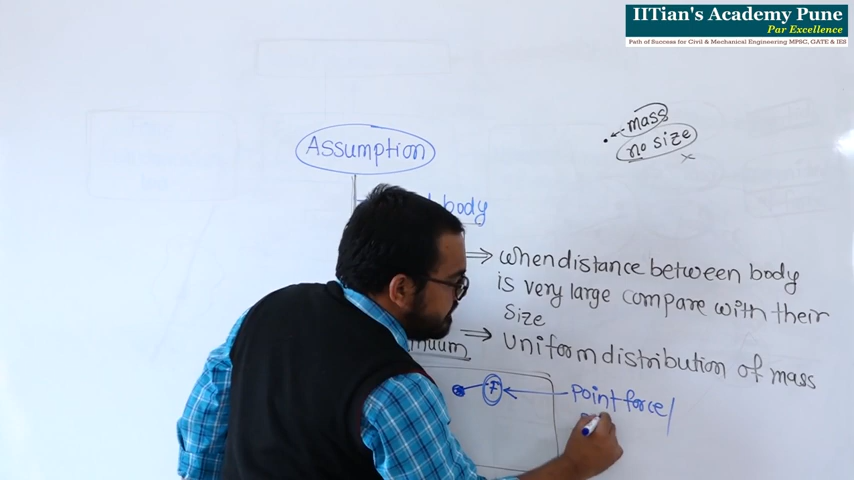 IITian's Academy Pune
Par Excellence
Path of Success for Civil & Mechanical Engineering MPSC, GATE & IES
mass
no size
Assumption
body
when distance between body
is very large compare with their
size
uniform distribution of mass
F
Point force/